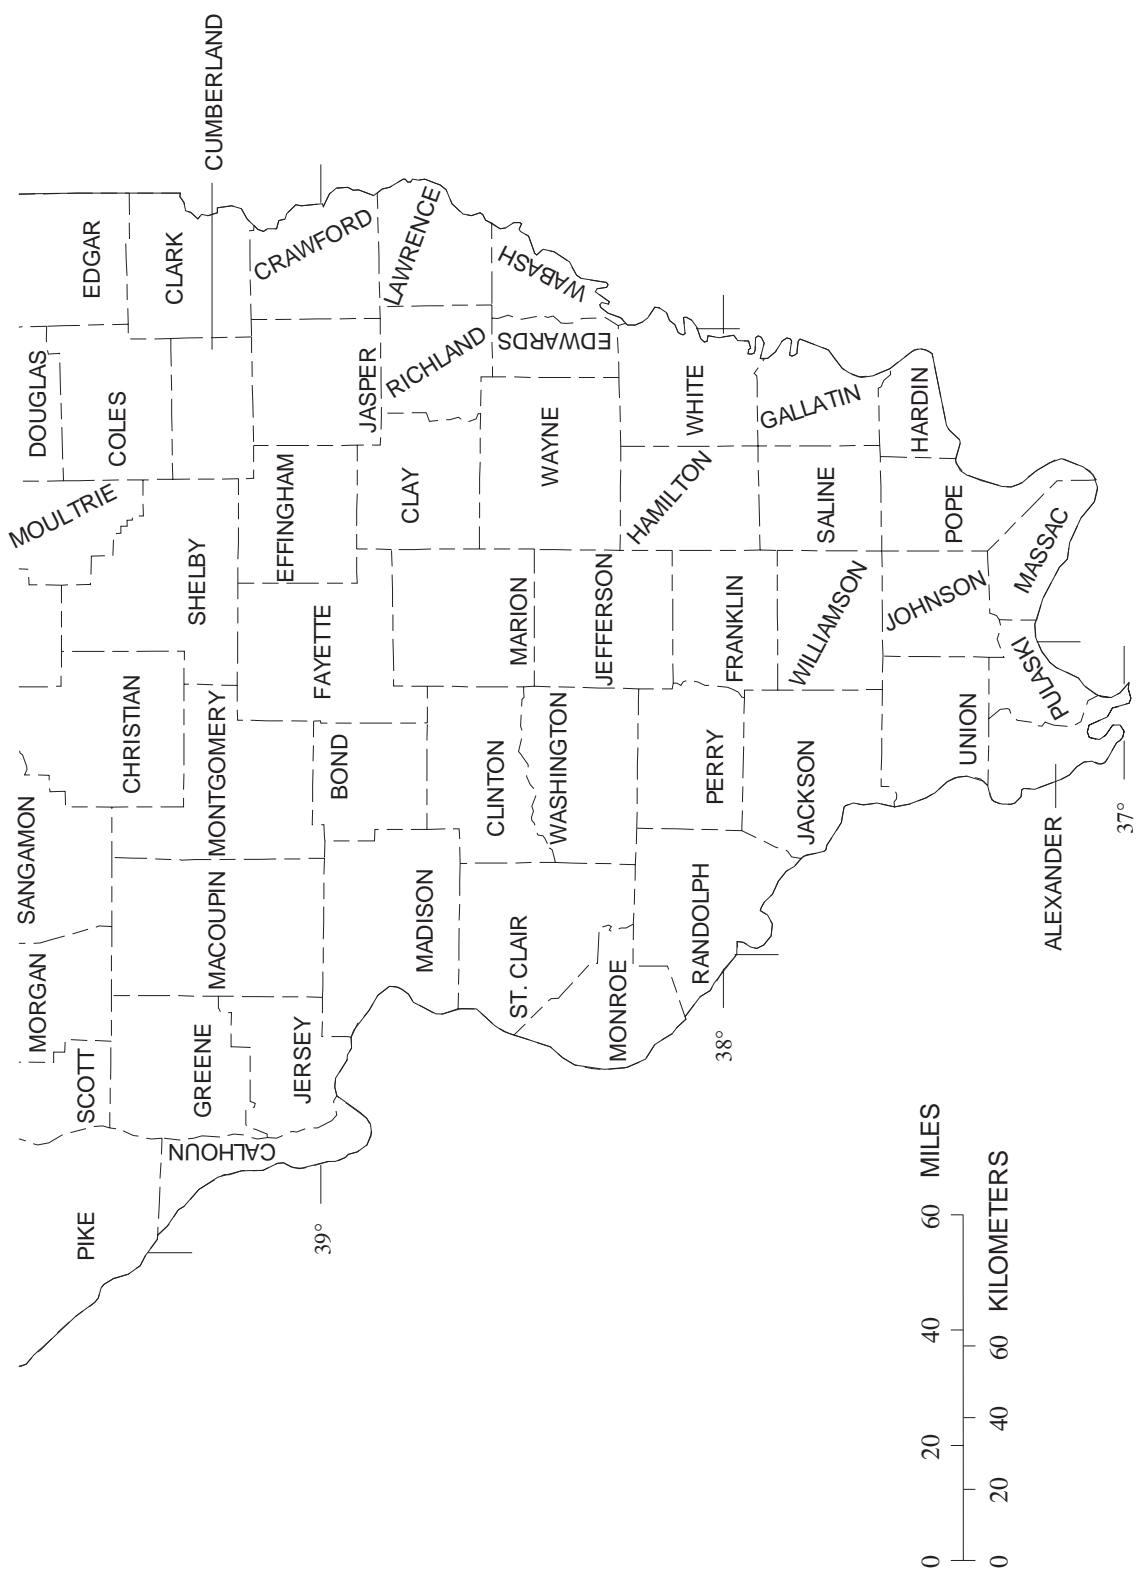 PIKE
SCOTT
MORGAN
SANGAMON
CHRISTIAN
MOULTRIE
DOUGLAS
EDGAR
COLES
CLARK
CUMBERLAND
SHELBY
CALHOUN
GREENE
MACOUPIN
MONTGOMERY
JERSEY
39°
BOND
FAYETTE
EFFINGHAM
JASPER
CRAWFORD
MADISON
CLAY
RICHLAND
LAWRENCE
CLINTON
MARION
ST. CLAIR
WASHINGTON
JEFFERSON
WAYNE
EDWARDS
WABASH
MONROE
RANDOLPH
38°
PERRY
FRANKLIN
HAMILTON
WHITE
JACKSON
WILLIAMSON
SALINE
GALLATIN
UNION
JOHNSON
POPE
HARDIN
ALEXANDER
PULASKI
MASSAC
37°
0 20 40 60 MILES
0 20 40 60 KILOMETERS